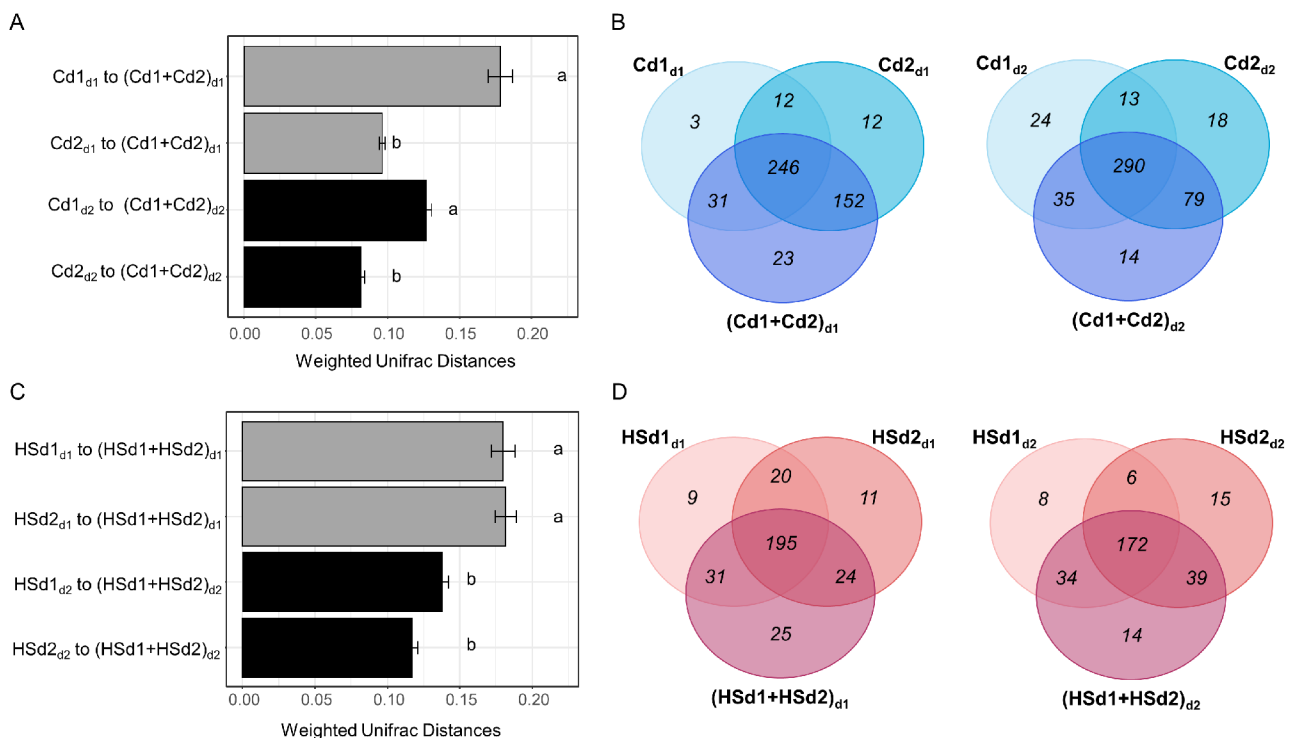 A
Cd1d1 to (Cd1+Cd2)d1
a
Cd2d1 to (Cd1+Cd2)d1
b
Cd1d2 to (Cd1+Cd2)d2
a
Cd2d2 to (Cd1+Cd2)d2
b
0.00 0.05 0.10 0.15 0.20
Weighted Unifrac Distances
B
Cd1d1
Cd2d1
12
3
12
246
31
152
23
(Cd1+Cd2)d1
Cd1d2
Cd2d2
13
24
18
290
35
79
14
(Cd1+Cd2)d2
C
HSd1d1 to (HSd1+HSd2)d1
a
HSd2d1 to (HSd1+HSd2)d1
a
HSd1d2 to (HSd1+HSd2)d2
b
HSd2d2 to (HSd1+HSd2)d2
b
0.00 0.05 0.10 0.15 0.20
Weighted Unifrac Distances
D
HSd1d1
HSd2d1
20
9
11
195
31
24
25
(HSd1+HSd2)d1
HSd1d2
HSd2d2
6
8
15
172
34
39
14
(HSd1+HSd2)d2